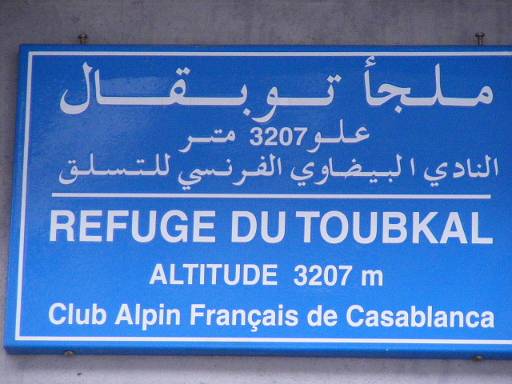 ملجأ توبقال
علو 3207 متر
النادي البيضاوي الفرنسي للتسلق
REFUGE DU TOUBKAL
ALTITUDE 3207 m
Club Alpin Français de Casablanca